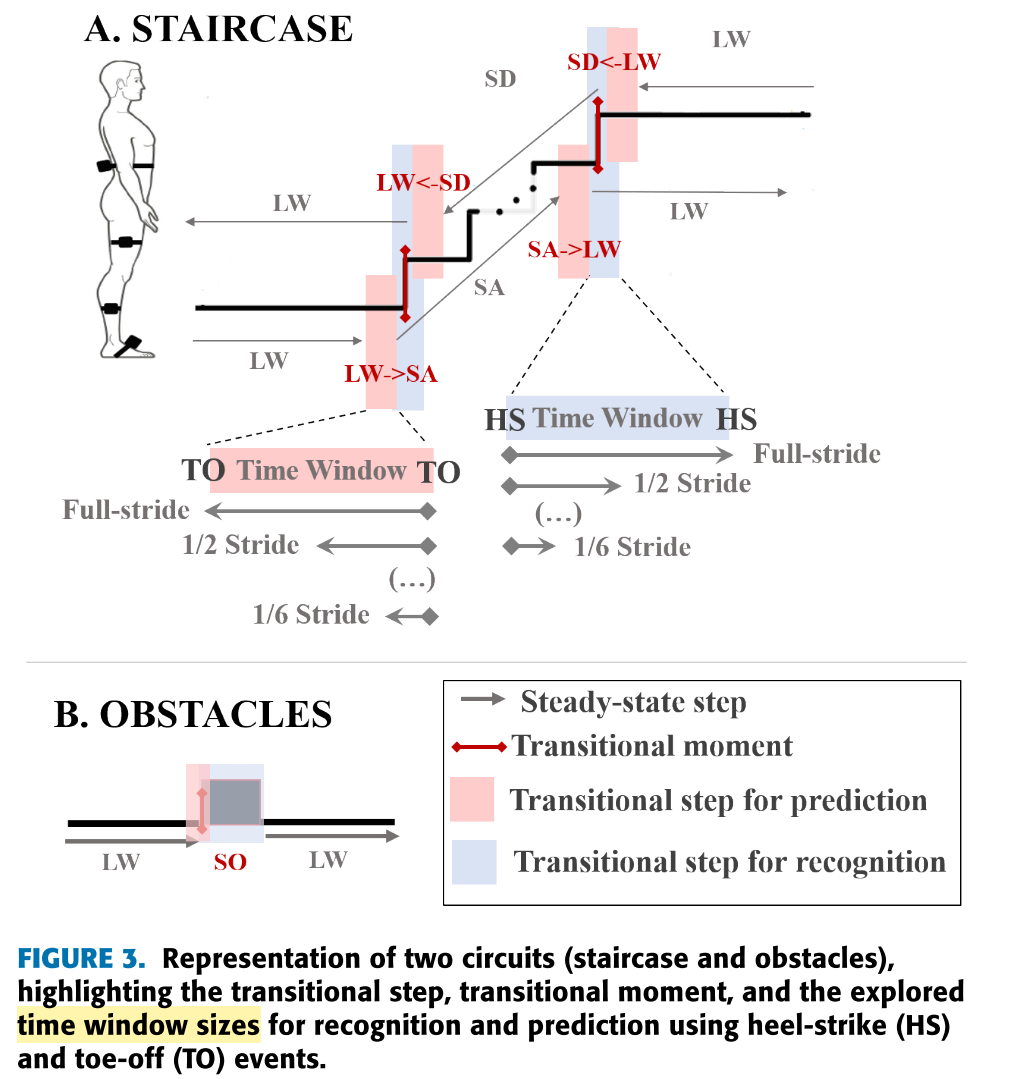 A. STAIRCASE
LW
SD<-LW
SD
LW<-SD
LW
LW
SA->LW
SA
LW
LW->SA
HS Time Window HS
Full-stride
1/2 Stride
(...)
1/6 Stride
TO Time Window TO
Full-stride
1/2 Stride
(...)
1/6 Stride
B. OBSTACLES
LW
SO
LW
Steady-state step
Transitional moment
Transitional step for prediction
Transitional step for recognition
FIGURE 3. Representation of two circuits (staircase and obstacles),
highlighting the transitional step, transitional moment, and the explored
time window sizes for recognition and prediction using heel-strike (HS)
and toe-off (TO) events.